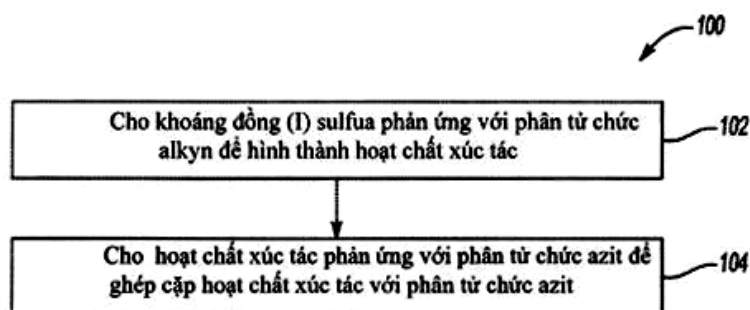 100
Cho khoáng đồng (I) sulfua phản ứng với phân tử chức
alkyn để hình thành hoạt chất xúc tác
102
Cho hoạt chất xúc tác phản ứng với phân tử chức azit để
ghép cặp hoạt chất xúc tác với phân tử chức azit
104